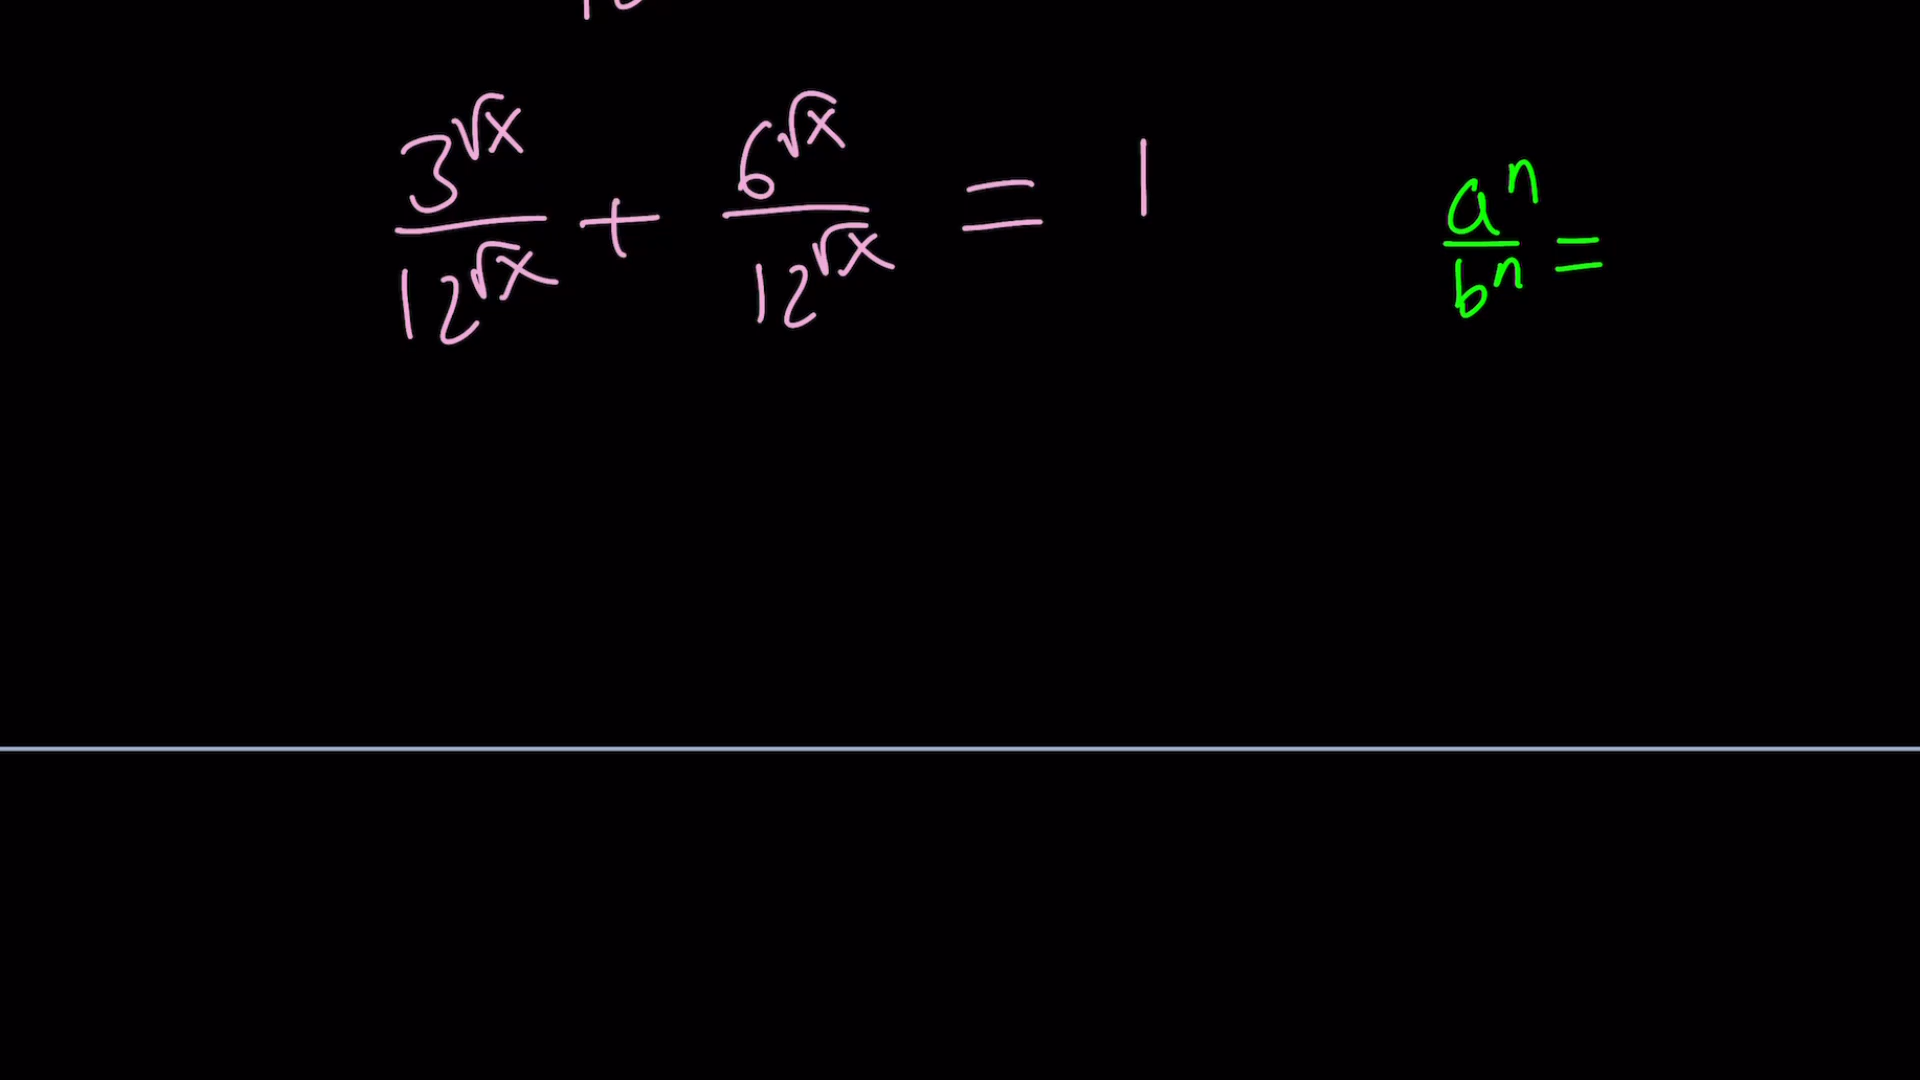 3^√x / 12^√x + 6^√x / 12^√x = 1
a^n / b^n =